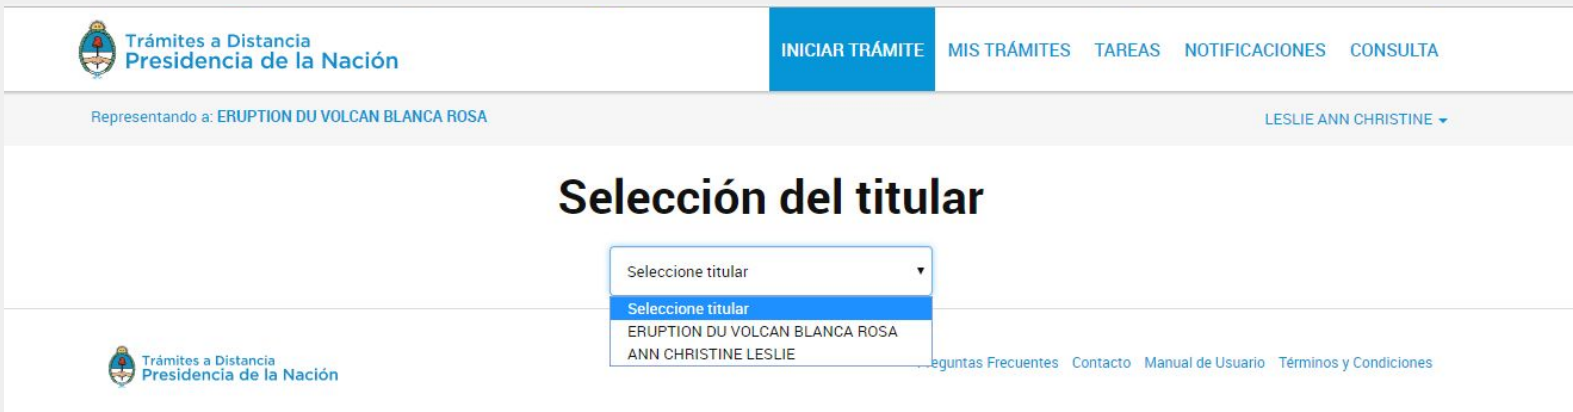 Trámites a Distancia
Presidencia de la Nación
INICIAR TRÁMITE MIS TRÁMITES TAREAS NOTIFICACIONES CONSULTA
Representando a: ERUPTION DU VOLCAN BLANCA ROSA
LESLIE ANN CHRISTINE
Selección del titular
Seleccione titular
Seleccione titular
ERUPTION DU VOLCAN BLANCA ROSA
ANN CHRISTINE LESLIE
Trámites a Distancia
Presidencia de la Nación
Frecuentes Contacto Manual de Usuario Términos y Condiciones